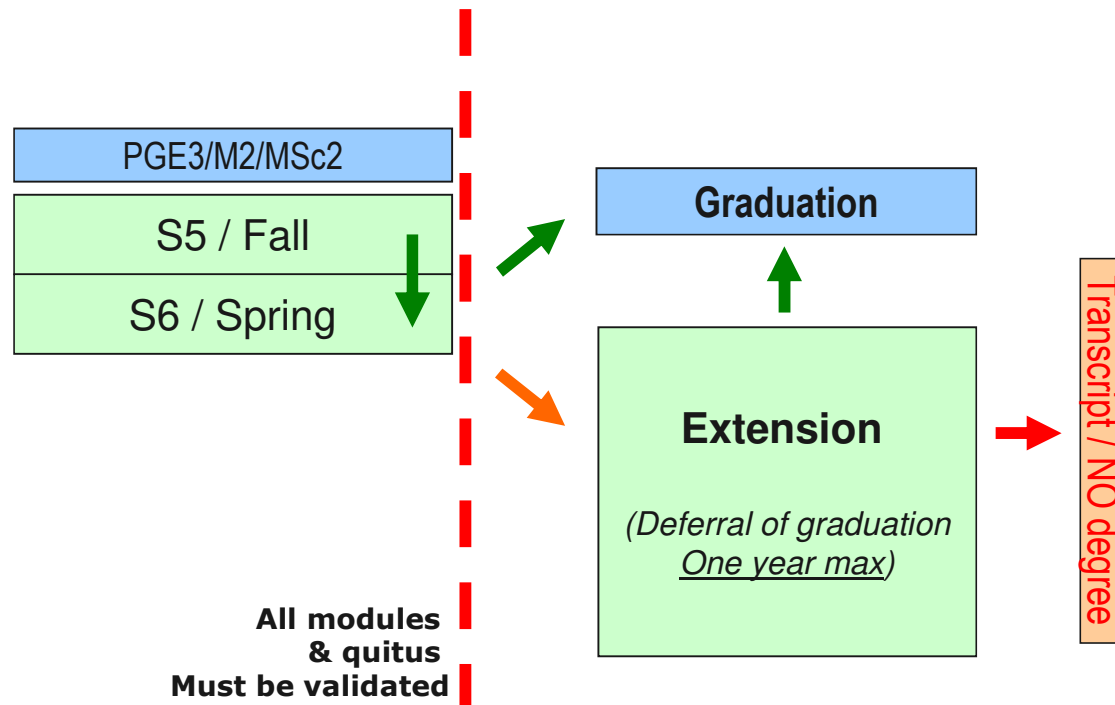 PGE3/M2/MSc2
S5 / Fall
S6 / Spring
All modules
& quitus
Must be validated
Graduation
Extension
(Deferral of graduation
One year max)
Transcript / NO degree